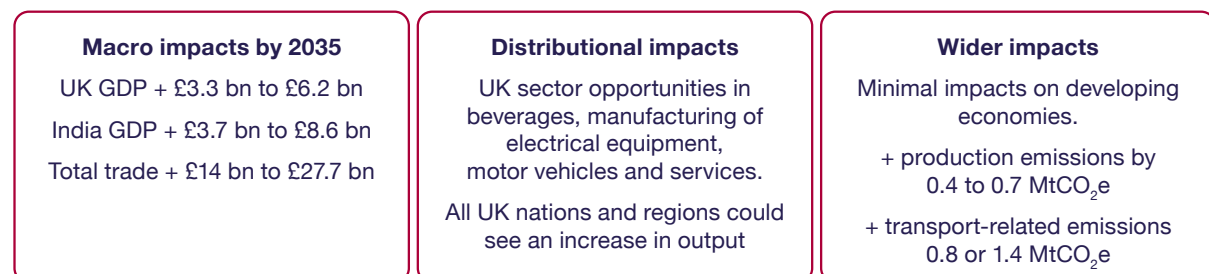 Macro impacts by 2035
UK GDP + £3.3 bn to £6.2 bn
India GDP + £3.7 bn to £8.6 bn
Total trade + £14 bn to £27.7 bn
Distributional impacts
UK sector opportunities in
beverages, manufacturing of
electrical equipment,
motor vehicles and services.
All UK nations and regions could
see an increase in output
Wider impacts
Minimal impacts on developing
economies.
+ production emissions by
0.4 to 0.7 MtCO₂e
+ transport-related emissions
0.8 or 1.4 MtCO₂e